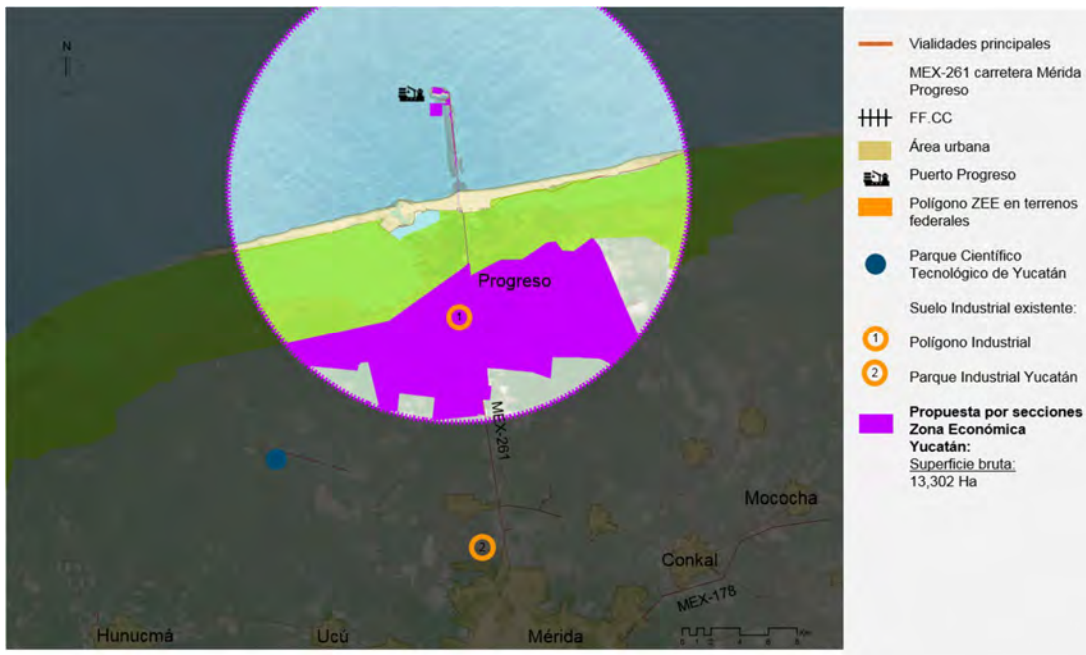 N
Progreso
1
MEX-261
2
Mococha
Conkal
MEX-178
Hunucmá
Ucú
Mérida
Km
Vialidades principales
MEX-261 carretera Mérida
Progreso
FF.CC
Área urbana
Puerto Progreso
Polígono ZEE en terrenos
federales
Parque Científico
Tecnológico de Yucatán
Suelo Industrial existente:
1
Polígono Industrial
2
Parque Industrial Yucatán
Propuesta por secciones
Zona Económica
Yucatán:
Superficie bruta:
13,302 Ha